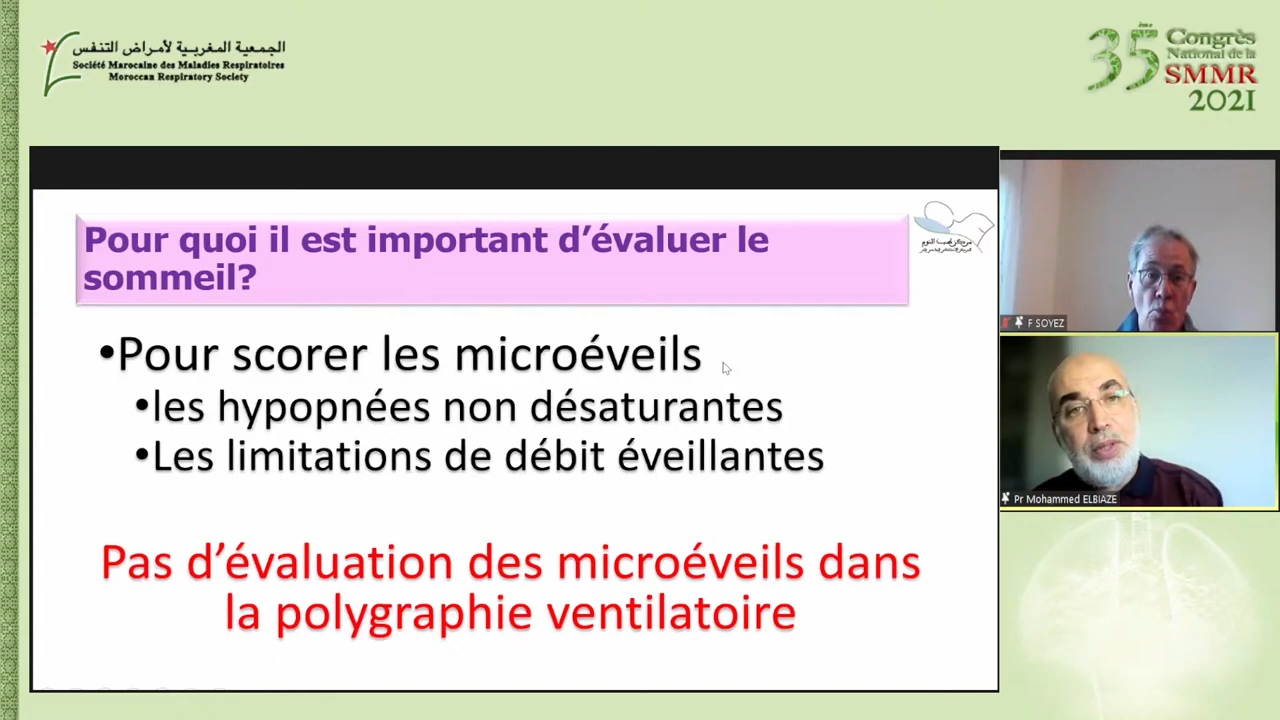 الجمعية المغربية لأمراض التنفس
Société Marocaine des Maladies Respiratoires
Moroccan Respiratory Society
35ème Congrès
National de la
SMMR
2021
Pour quoi il est important d’évaluer le
sommeil?
•Pour scorer les microéveils
•les hypopnées non désaturantes
•Les limitations de débit éveillantes
Pas d’évaluation des microéveils dans
la polygraphie ventilatoire
F SOYEZ
Pr Mohammed ELBIAZE